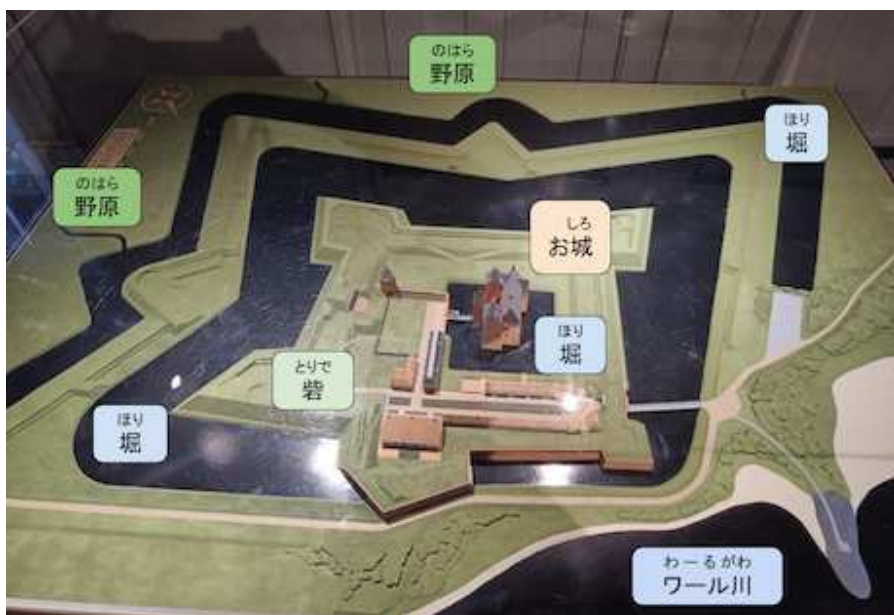 のはら
野原
ほり
堀
のはら
野原
しろ
お城
ほり
堀
とりで
砦
ほり
堀
わーるがわ
ワール川